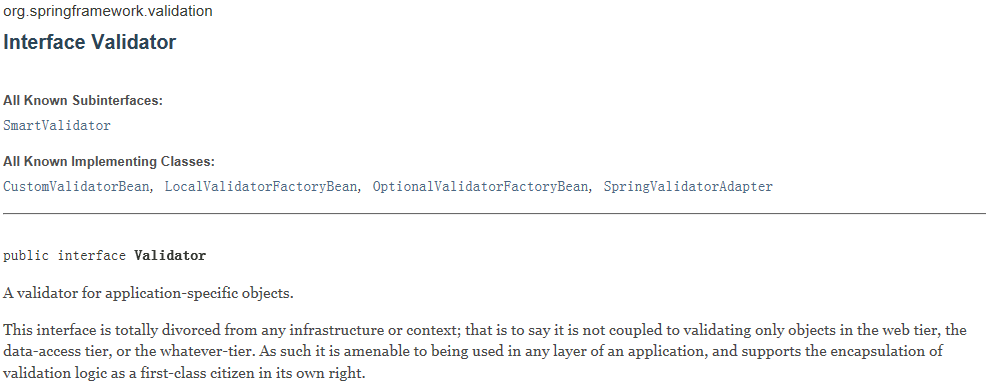 org.springframework.validation
Interface Validator
All Known Subinterfaces:
SmartValidator
All Known Implementing Classes:
CustomValidatorBean, LocalValidatorFactoryBean, OptionalValidatorFactoryBean, SpringValidatorAdapter
public interface Validator
A validator for application-specific objects.
This interface is totally divorced from any infrastructure or context; that is to say it is not coupled to validating only objects in the web tier, the
data-access tier, or the whatever-tier. As such it is amenable to being used in any layer of an application, and supports the encapsulation of
validation logic as a first-class citizen in its own right.